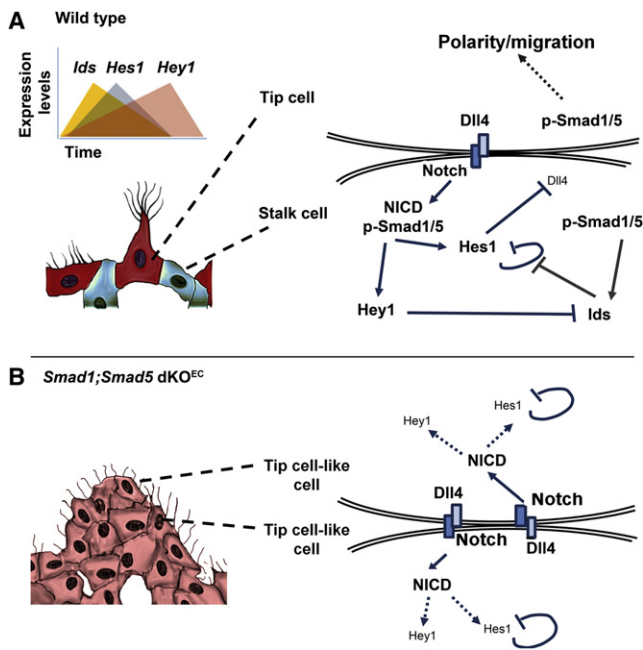 A
Wild type
Ids Hes1 Hey1
Expression
levels
Time
Tip cell
Stalk cell
Polarity/migration
p-Smad1/5
Dll4
Notch
Dll4
NICD
p-Smad1/5
p-Smad1/5
Hes1
Hey1
Ids
B
Smad1;Smad5 dKOEC
Tip cell-like
cell
Tip cell-like
cell
Hey1
Hes1
NICD
Dll4
Notch
Notch
Dll4
NICD
Hey1
Hes1